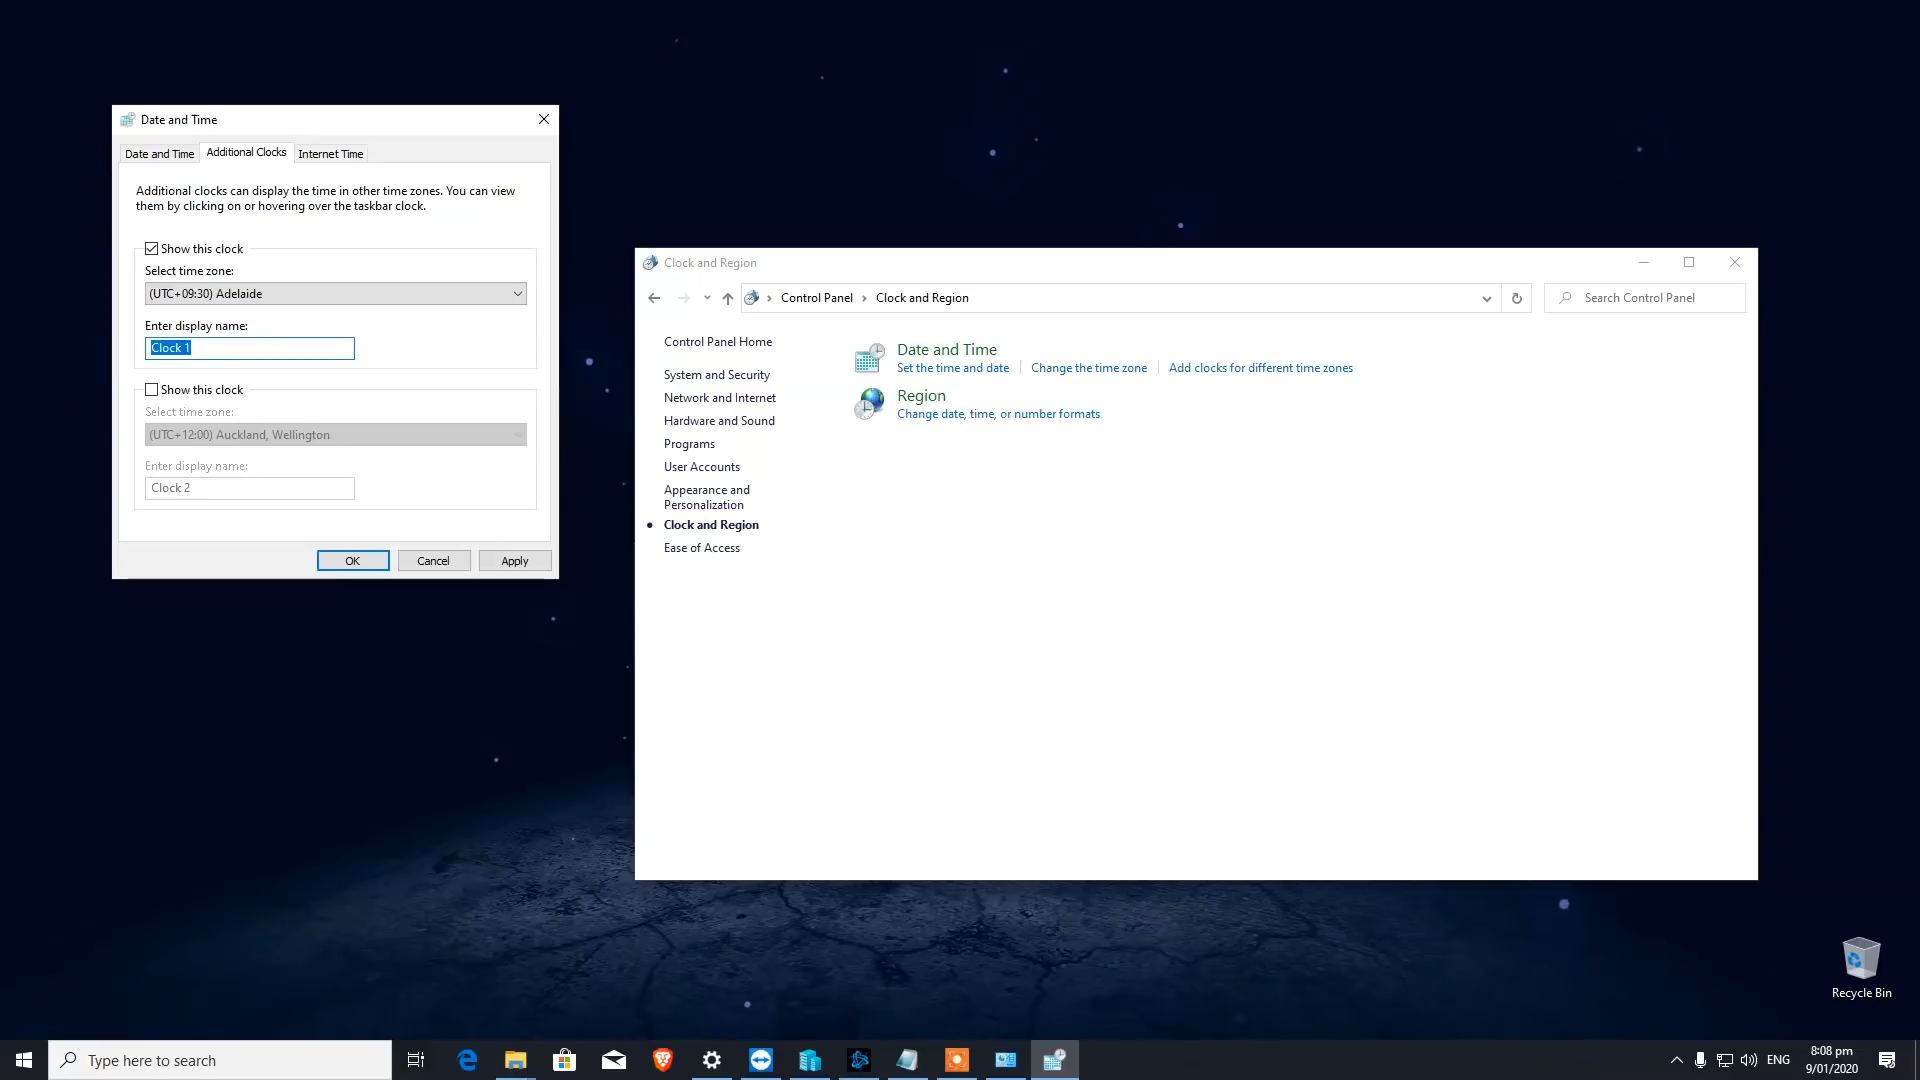 Date and Time
Date and Time
Additional Clocks
Internet Time
Additional clocks can display the time in other time zones. You can view
them by clicking on or hovering over the taskbar clock.
Show this clock
Select time zone:
(UTC+09:30) Adelaide
Enter display name:
Clock 1
Show this clock
Select time zone:
(UTC+12:00) Auckland, Wellington
Enter display name:
Clock 2
OK
Cancel
Apply
Clock and Region
Control Panel
Clock and Region
Search Control Panel
Control Panel Home
System and Security
Network and Internet
Hardware and Sound
Programs
User Accounts
Appearance and
Personalization
Clock and Region
Ease of Access
Date and Time
Set the time and date
Change the time zone
Add clocks for different time zones
Region
Change date, time, or number formats
Recycle Bin
Type here to search
ENG
8:08 pm
9/01/2020